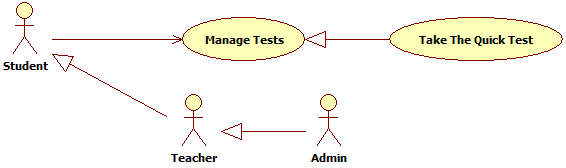 Manage Tests
Take The Quick Test
Student
Teacher
Admin